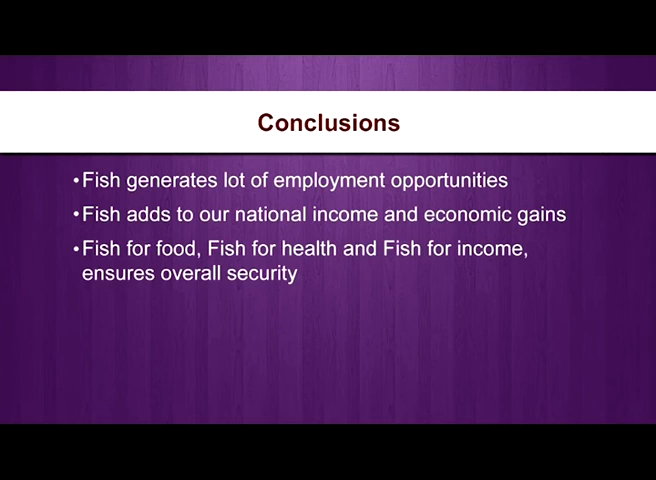 Conclusions
•Fish generates lot of employment opportunities
•Fish adds to our national income and economic gains
•Fish for food, Fish for health and Fish for income,
ensures overall security